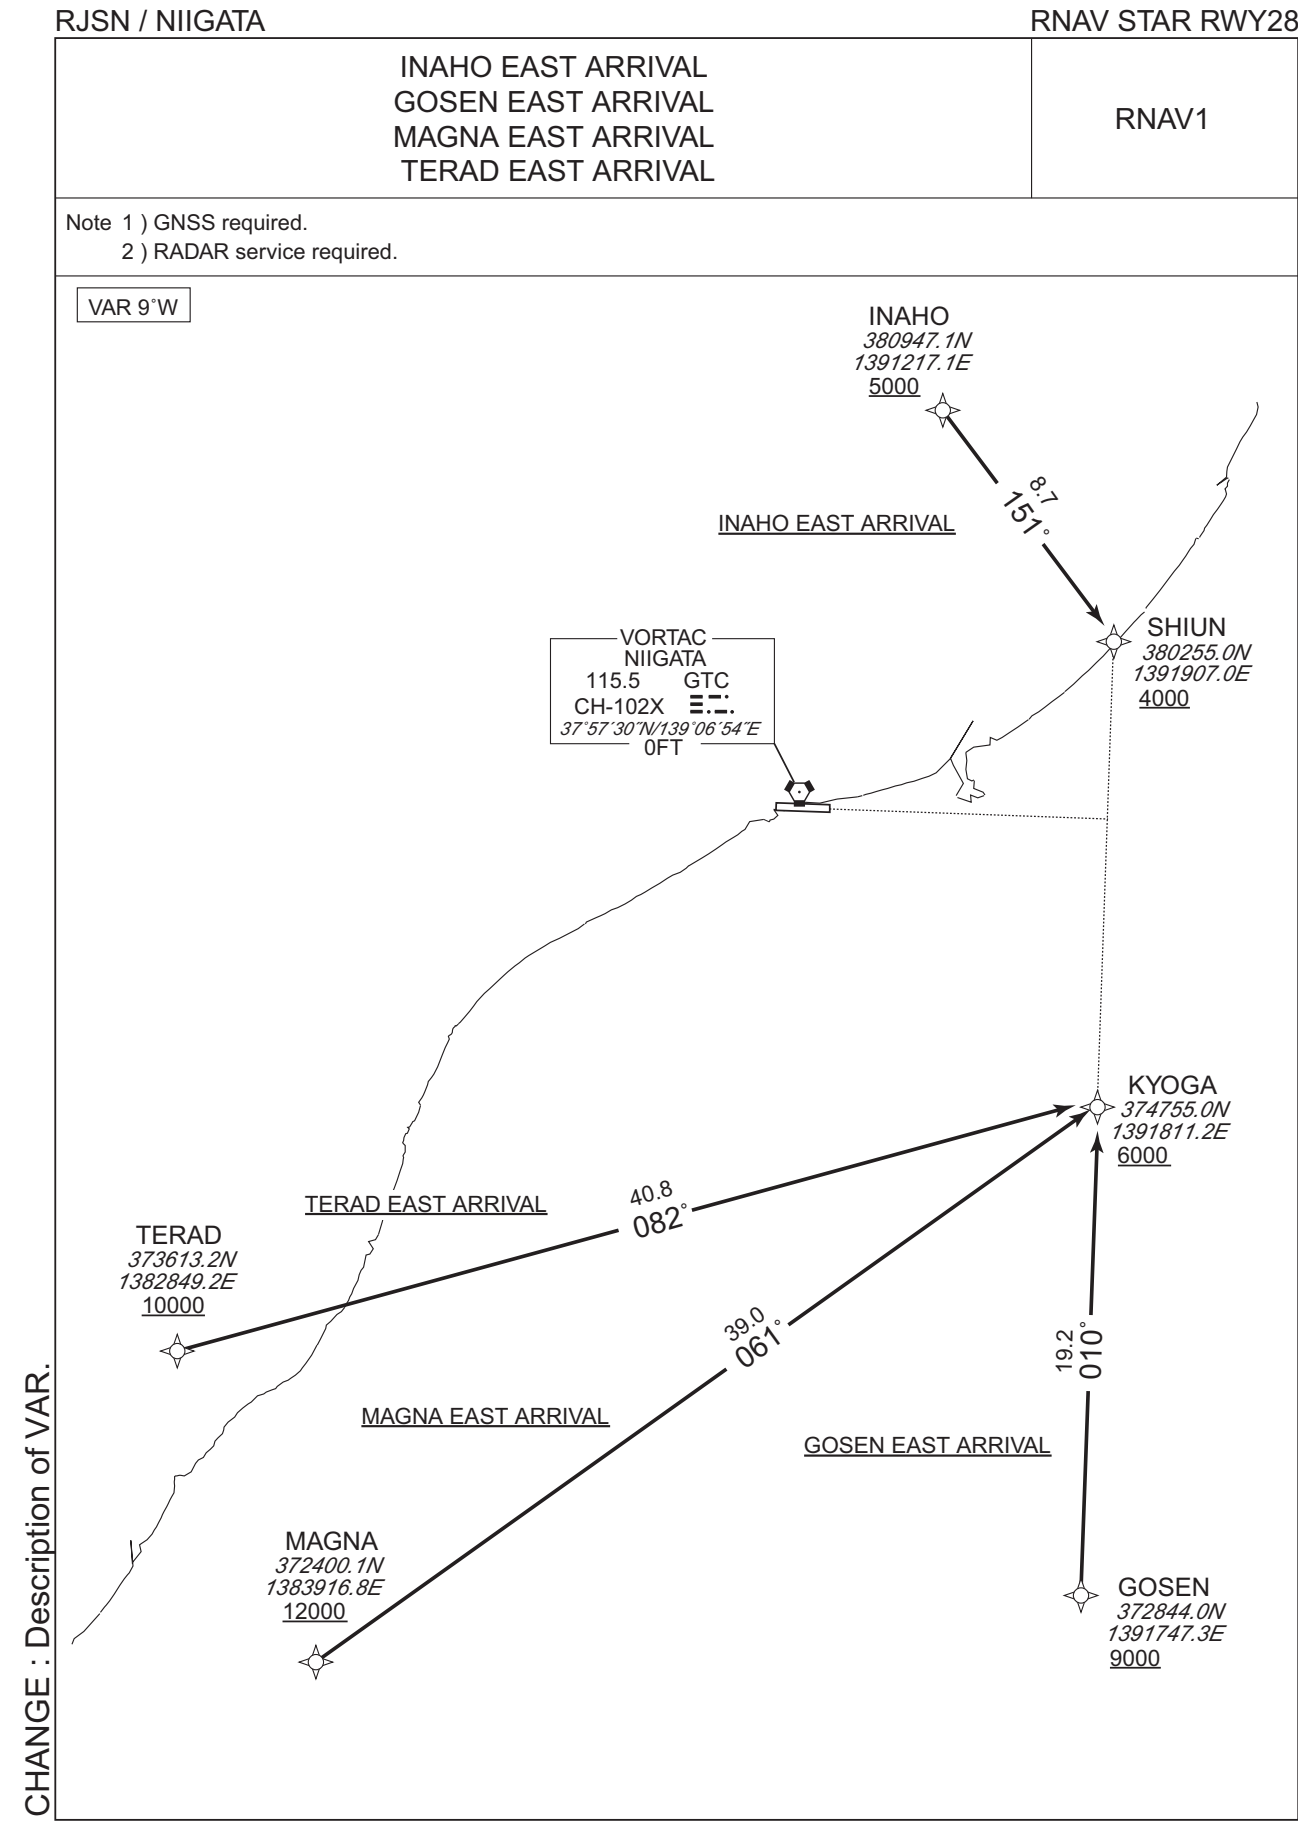 RJSN / NIIGATA
RNAV STAR RWY28
INAHO EAST ARRIVAL
GOSEN EAST ARRIVAL
MAGNA EAST ARRIVAL
TERAD EAST ARRIVAL
RNAV1
Note 1 ) GNSS required.
2 ) RADAR service required.
VAR 9˚W
INAHO
380947.1N
1391217.1E
5000
8.7
151˚
INAHO EAST ARRIVAL
SHIUN
380255.0N
1391907.0E
4000
VORTAC
NIIGATA
115.5 GTC
CH-102X
37˚57´30˝N/139˚06´54˝E
0FT
KYOGA
374755.0N
1391811.2E
6000
TERAD EAST ARRIVAL
40.8
082˚
TERAD
373613.2N
1382849.2E
10000
39.0
061˚
19.2
010˚
MAGNA EAST ARRIVAL
GOSEN EAST ARRIVAL
MAGNA
372400.1N
1383916.8E
12000
GOSEN
372844.0N
1391747.3E
9000
CHANGE : Description of VAR.